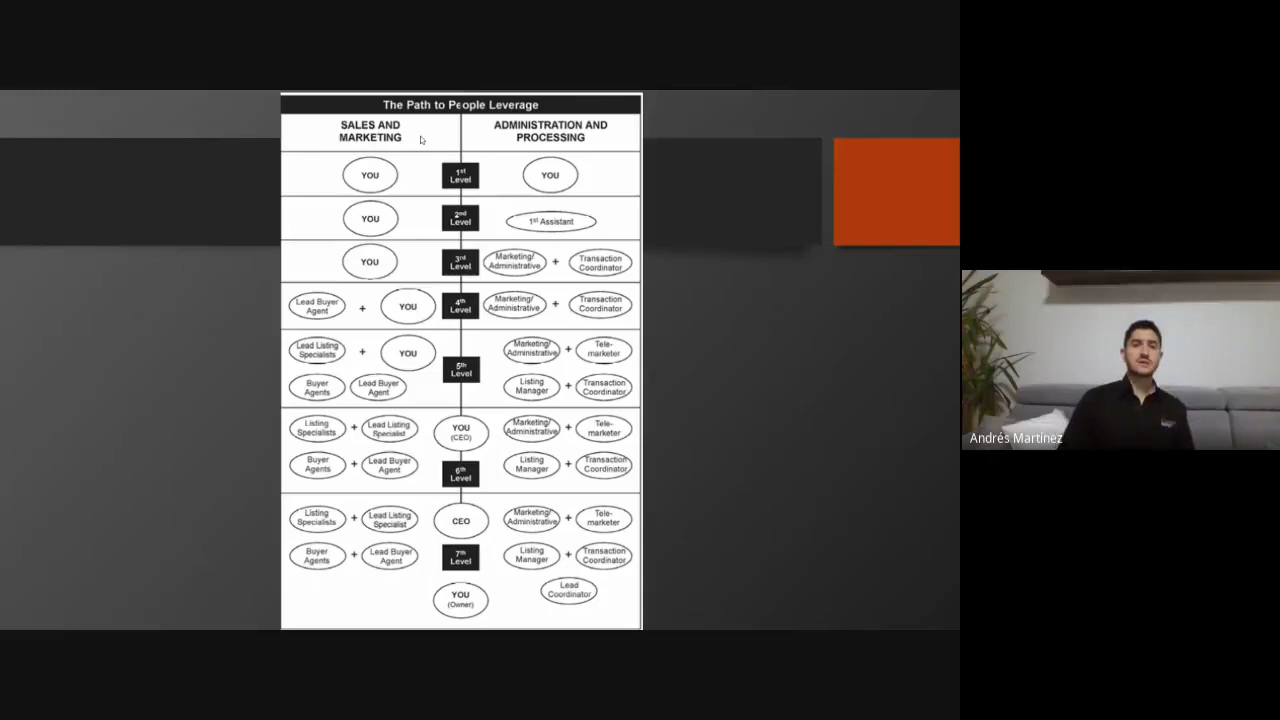 The Path to People Leverage
SALES AND
MARKETING
ADMINISTRATION AND
PROCESSING
YOU
1st
Level
YOU
YOU
2nd
Level
1st Assistant
YOU
3rd
Level
Marketing/
Administrative
+
Transaction
Coordinator
Lead Buyer
Agent
+
YOU
4th
Level
Marketing/
Administrative
+
Transaction
Coordinator
Lead Listing
Specialists
+
YOU
Buyer
Agents
Lead Buyer
Agent
5th
Level
Marketing/
Administrative
+
Tele-
marketer
Listing
Manager
+
Transaction
Coordinator
Listing
Specialists
+
Lead Listing
Specialist
YOU
(CEO)
Marketing/
Administrative
+
Tele-
marketer
Buyer
Agents
+
Lead Buyer
Agent
6th
Level
Listing
Manager
+
Transaction
Coordinator
Listing
Specialists
+
Lead Listing
Specialist
CEO
Marketing/
Administrative
+
Tele-
marketer
Buyer
Agents
+
Lead Buyer
Agent
7th
Level
Listing
Manager
+
Transaction
Coordinator
YOU
(Owner)
Lead
Coordinator
Andrés Martínez